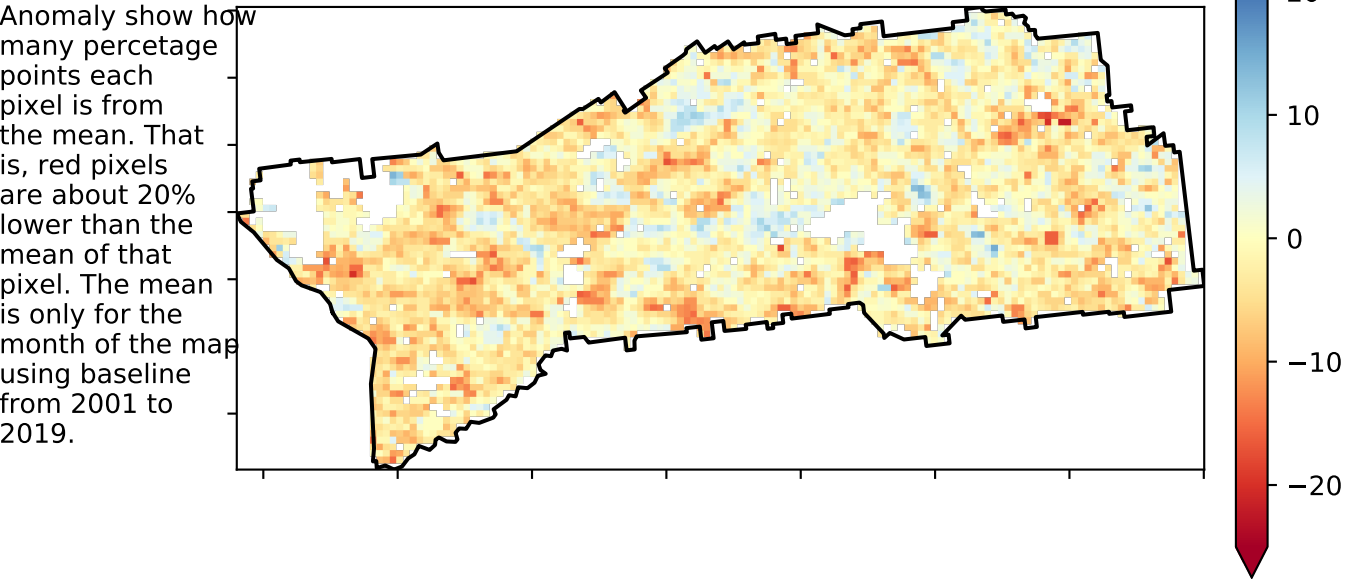 Anomaly show how
many percetage
points each
pixel is from
the mean. That
is, red pixels
are about 20%
lower than the
mean of that
pixel. The mean
is only for the
month of the map
using baseline
from 2001 to
2019.
10
0
−10
−20